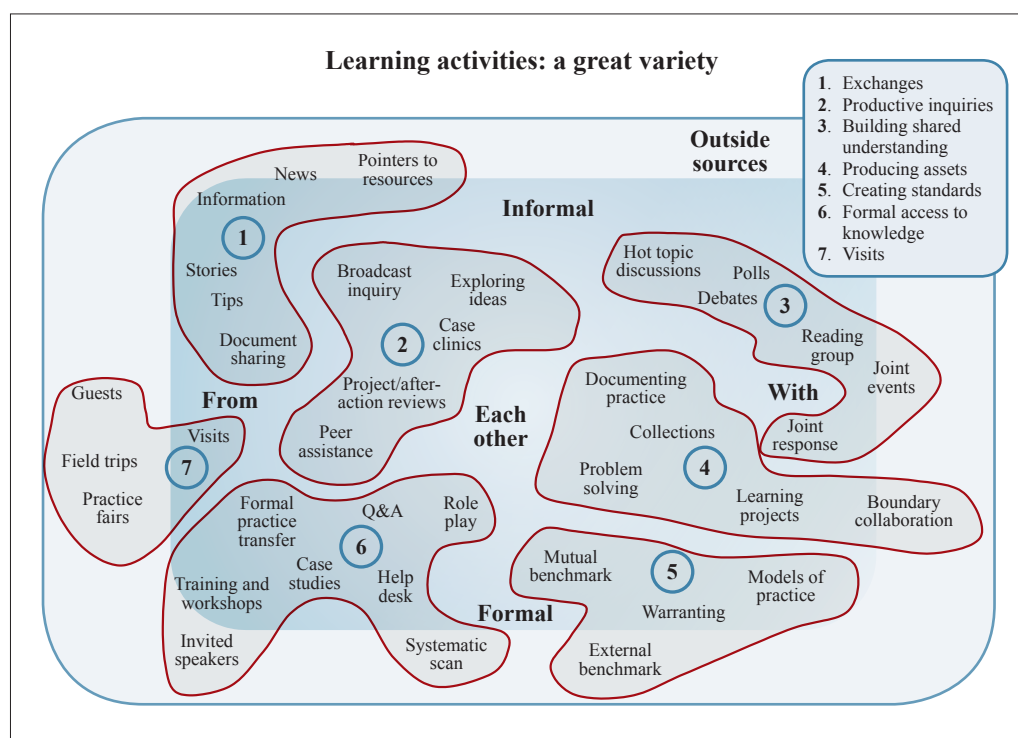 Learning activities: a great variety
1. Exchanges
2. Productive inquiries
3. Building shared
understanding
4. Producing assets
5. Creating standards
6. Formal access to
knowledge
7. Visits
Outside
sources
Informal
From
Each
other
With
Formal
News
Pointers to
resources
Information
1
Stories
Tips
Document
sharing
Broadcast
inquiry
Exploring
ideas
2
Case
clinics
Project/after-
action reviews
Peer
assistance
Hot topic
discussions
Polls
Debates
3
Reading
group
Joint
events
Joint
response
Documenting
practice
Collections
4
Problem
solving
Learning
projects
Boundary
collaboration
Guests
Visits
Field trips
7
Practice
fairs
Formal
practice
transfer
Q&A
Role
play
6
Case
studies
Help
desk
Training and
workshops
Invited
speakers
Systematic
scan
Mutual
benchmark
5
Models of
practice
Warranting
External
benchmark